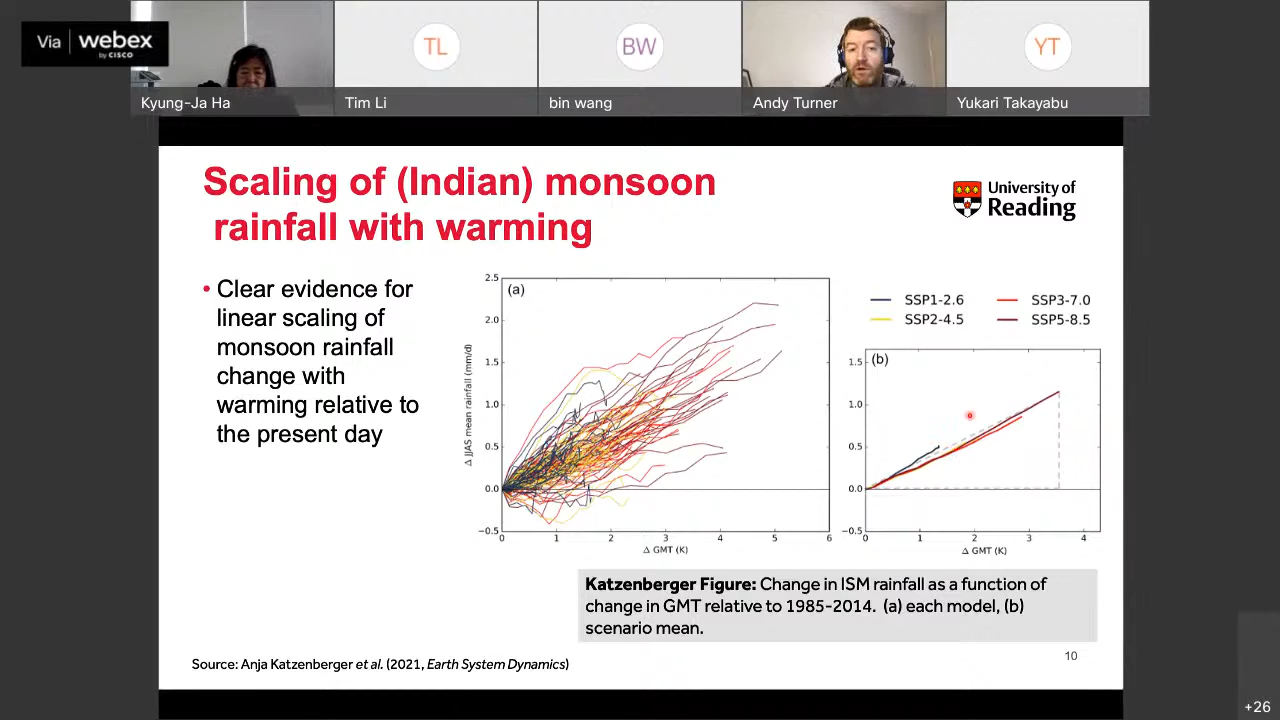 Via | webex
by CISCO
TL
BW
YT
Kyung-Ja Ha
Tim Li
bin wang
Andy Turner
Yukari Takayabu
Scaling of (Indian) monsoon
rainfall with warming
University of
Reading
• Clear evidence for
linear scaling of
monsoon rainfall
change with
warming relative to
the present day
(a)
2.5
2.0
1.5
1.0
0.5
0.0
−0.5
Δ JJAS mean rainfall (mm/d)
0 1 2 3 4 5 6
Δ GMT (K)
SSP1-2.6
SSP2-4.5
SSP3-7.0
SSP5-8.5
(b)
1.5
1.0
0.5
0.0
−0.5
0 1 2 3 4
Δ GMT (K)
Katzenberger Figure: Change in ISM rainfall as a function of
change in GMT relative to 1985-2014. (a) each model, (b)
scenario mean.
Source: Anja Katzenberger et al. (2021, Earth System Dynamics)
10
+26